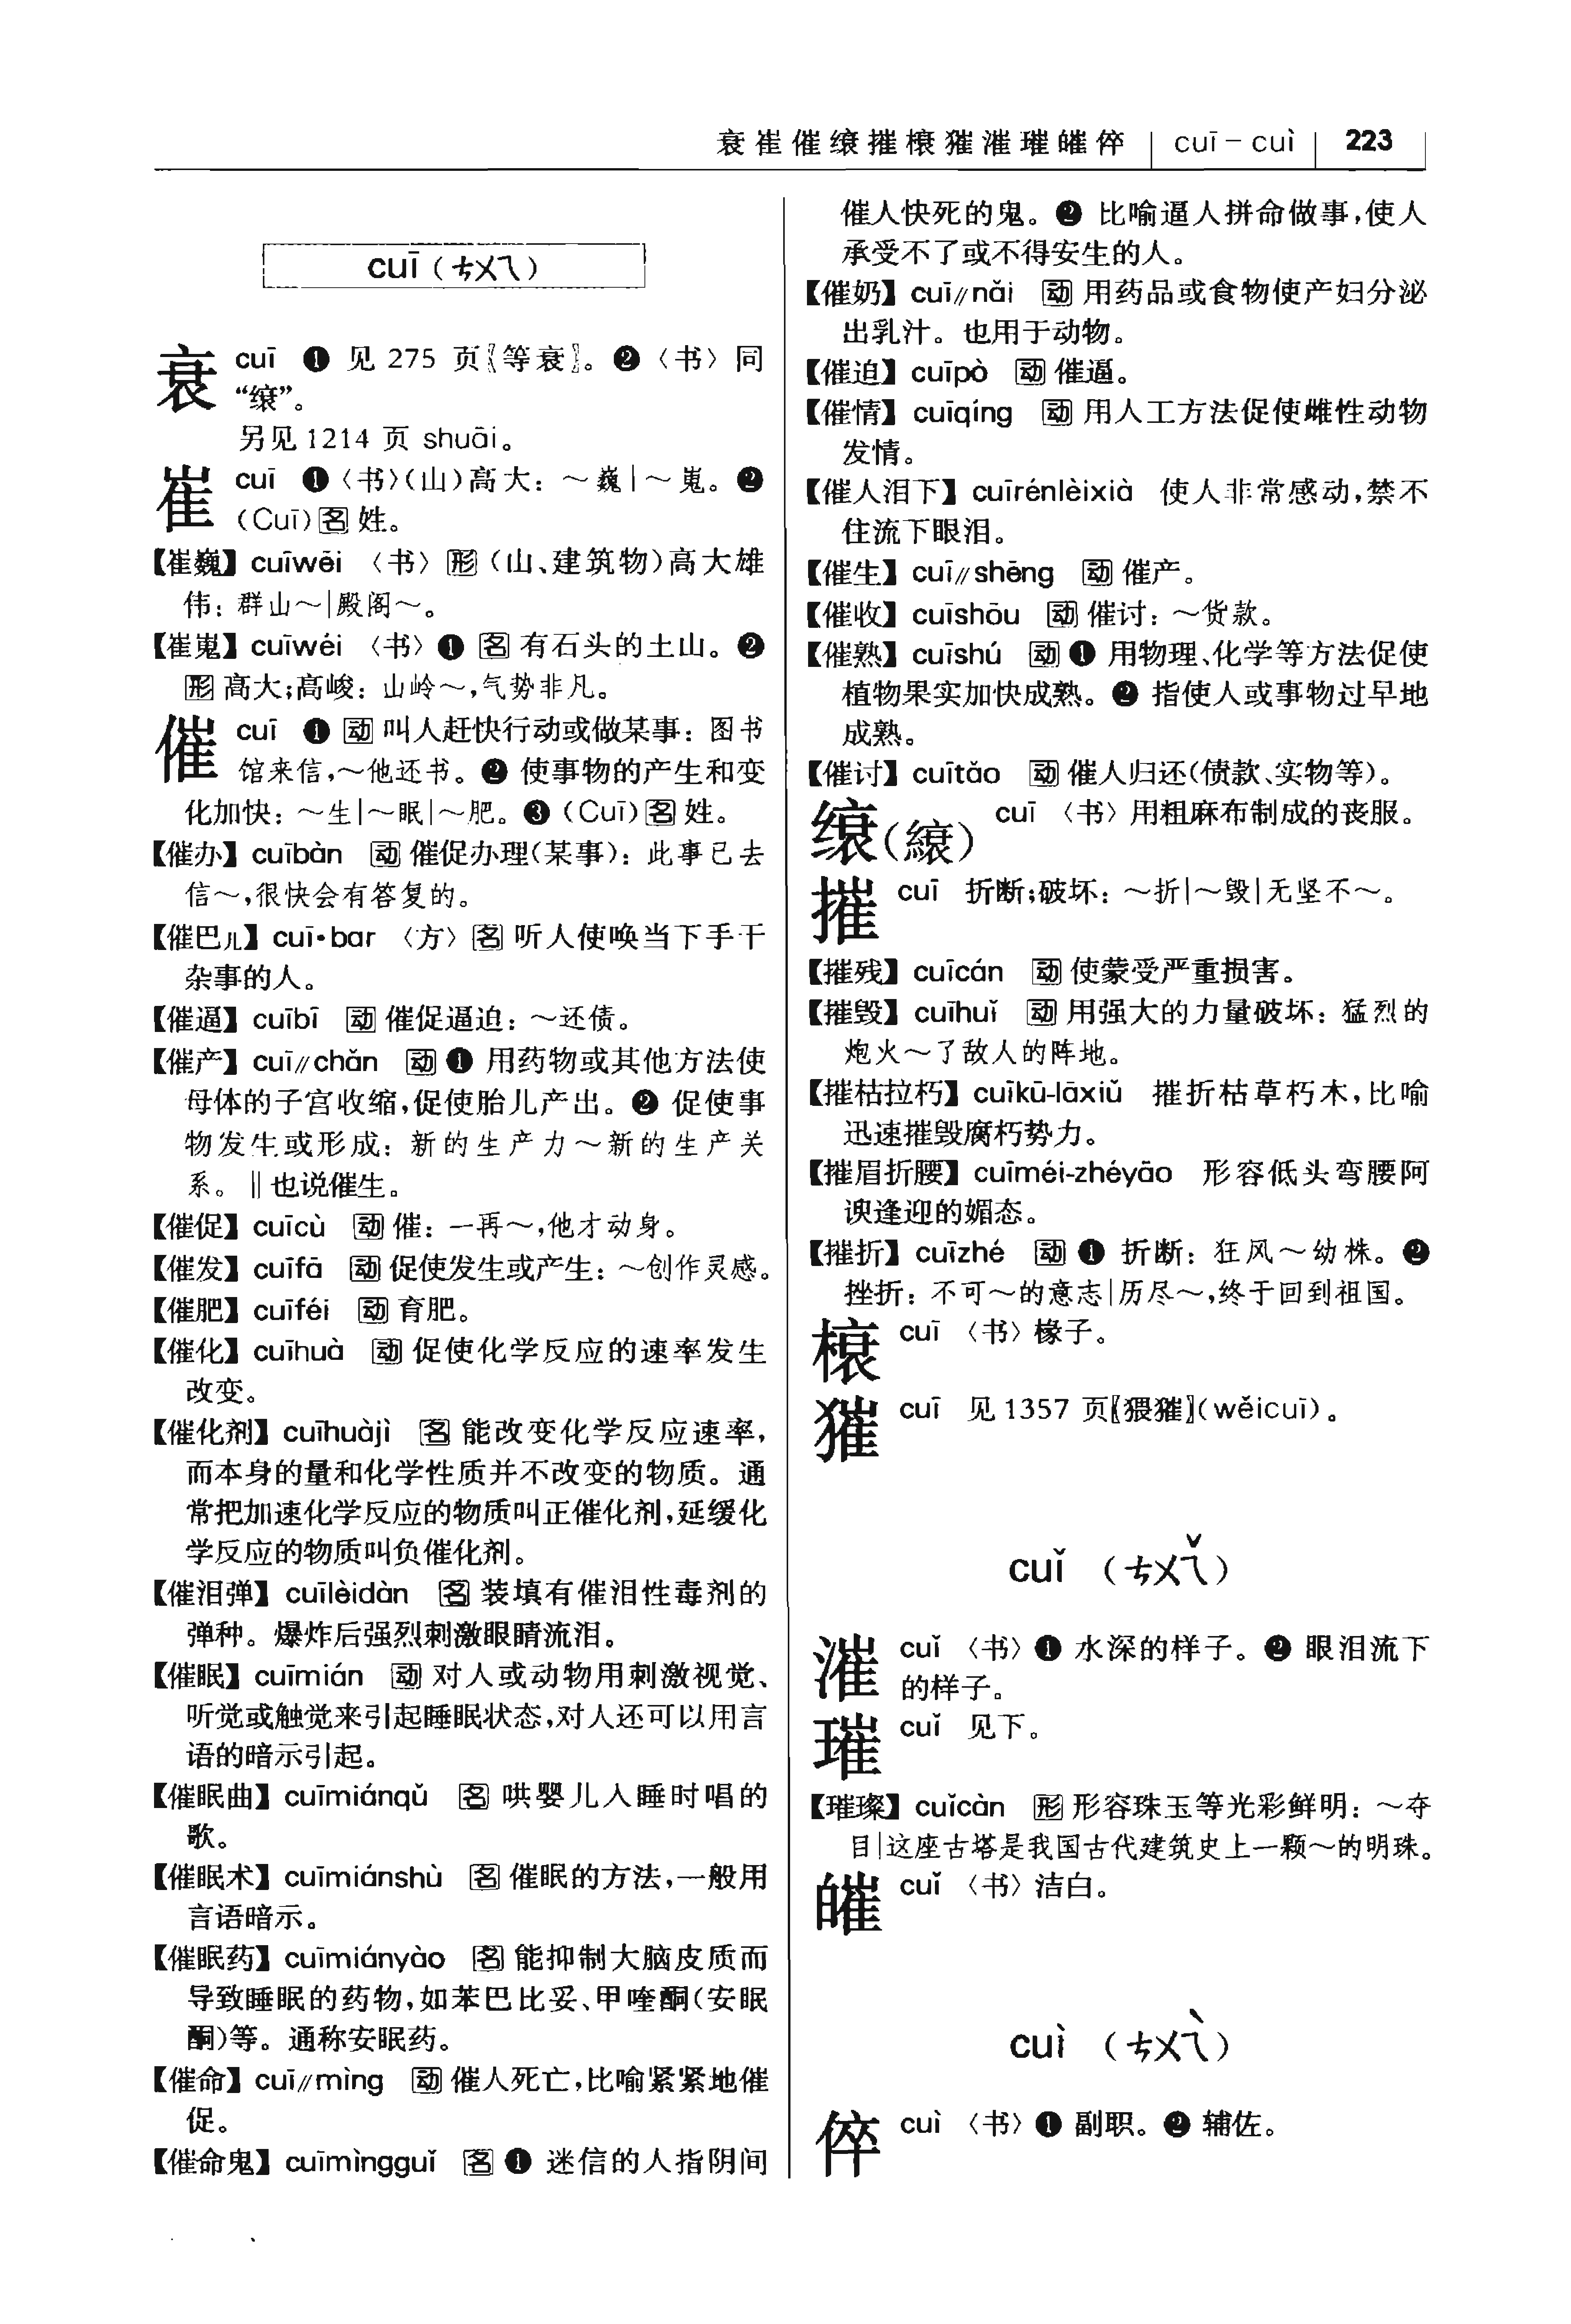 衰崔催缞摧榱獕漼璀皠倅 cuī－cuì 223
cuī（ㄘㄨㄟ）
衰 cuī ❶ 见 275 页〖等衰〗。❷〈书〉同
“缞”。
另见 1214 页 shuāi。
崔 cuī ❶〈书〉（山）高大：～巍|～嵬。❷
（Cuī）名 姓。
【崔巍】cuīwēi 〈书〉形（山、建筑物）高大雄
伟：群山～|殿阁～。
【崔嵬】cuīwéi 〈书〉❶ 名 有石头的土山。❷
形 高大；高峻：山岭～，气势非凡。
催 cuī ❶ 动 叫人赶快行动或做某事：图书
馆来信，～他还书。❷ 使事物的产生和变
化加快：～生|～眠|～肥。❸（Cuī）名 姓。
【催办】cuībàn 动 催促办理（某事）：此事已去
信～，很快会有答复的。
【催巴儿】cuī·bar 〈方〉名 听人使唤当下手干
杂事的人。
【催逼】cuībī 动 催促逼迫：～还债。
【催产】cuī//chǎn 动 ❶ 用药物或其他方法使
母体的子宫收缩，促使胎儿产出。❷ 促使事
物发生或形成：新的生产力～新的生产关
系。‖也说催生。
【催促】cuīcù 动 催：一再～，他才动身。
【催发】cuīfā 动 促使发生或产生：～创作灵感。
【催肥】cuīféi 动 育肥。
【催化】cuīhuà 动 促使化学反应的速率发生
改变。
【催化剂】cuīhuàjì 名 能改变化学反应速率，
而本身的量和化学性质并不改变的物质。通
常把加速化学反应的物质叫正催化剂，延缓化
学反应的物质叫负催化剂。
【催泪弹】cuīlèidàn 名 装填有催泪性毒剂的
弹种。爆炸后强烈刺激眼睛流泪。
【催眠】cuīmián 动 对人或动物用刺激视觉、
听觉或触觉来引起睡眠状态，对人还可以用言
语的暗示引起。
【催眠曲】cuīmiánqǔ 名 哄婴儿入睡时唱的
歌。
【催眠术】cuīmiánshù 名 催眠的方法，一般用
言语暗示。
【催眠药】cuīmiányào 名 能抑制大脑皮质而
导致睡眠的药物，如苯巴比妥、甲喹酮（安眠
酮）等。通称安眠药。
【催命】cuī//mìng 动 催人死亡，比喻紧紧地催
促。
【催命鬼】cuīmìngguǐ 名 ❶ 迷信的人指阴间
催人快死的鬼。❷ 比喻逼人拼命做事，使人
承受不了或不得安生的人。
【催奶】cuī//nǎi 动 用药品或食物使产妇分泌
出乳汁。也用于动物。
【催迫】cuīpò 动 催逼。
【催情】cuīqíng 动 用人工方法促使雌性动物
发情。
【催人泪下】cuīrénlèixià 使人非常感动，禁不
住流下眼泪。
【催生】cuī//shēng 动 催产。
【催收】cuīshōu 动 催讨：～货款。
【催熟】cuīshú 动 ❶ 用物理、化学等方法促使
植物果实加快成熟。❷ 指使人或事物过早地
成熟。
【催讨】cuītǎo 动 催人归还（债款、实物等）。
缞（縗） cuī 〈书〉用粗麻布制成的丧服。
摧 cuī 折断；破坏：～折|～毁|无坚不～。
【摧残】cuīcán 动 使蒙受严重损害。
【摧毁】cuīhuǐ 动 用强大的力量破坏：猛烈的
炮火～了敌人的阵地。
【摧枯拉朽】cuīkū-lāxiǔ 摧折枯草朽木，比喻
迅速摧毁腐朽势力。
【摧眉折腰】cuīméi-zhéyāo 形容低头弯腰阿
谀逢迎的媚态。
【摧折】cuīzhé 动 ❶ 折断：狂风～幼株。❷
挫折：不可～的意志|历尽～，终于回到祖国。
榱 cuī 〈书〉椽子。
獕 cuī 见 1357 页〖猥獕〗（wěicuī）。
cuǐ （ㄘㄨㄟˇ）
漼 cuǐ 〈书〉❶ 水深的样子。❷ 眼泪流下
的样子。
璀 cuǐ 见下。
【璀璨】cuǐcàn 形 形容珠玉等光彩鲜明：～夺
目|这座古塔是我国古代建筑史上一颗～的明珠。
皠 cuǐ 〈书〉洁白。
cuì （ㄘㄨㄟˋ）
倅 cuì 〈书〉❶ 副职。❷ 辅佐。